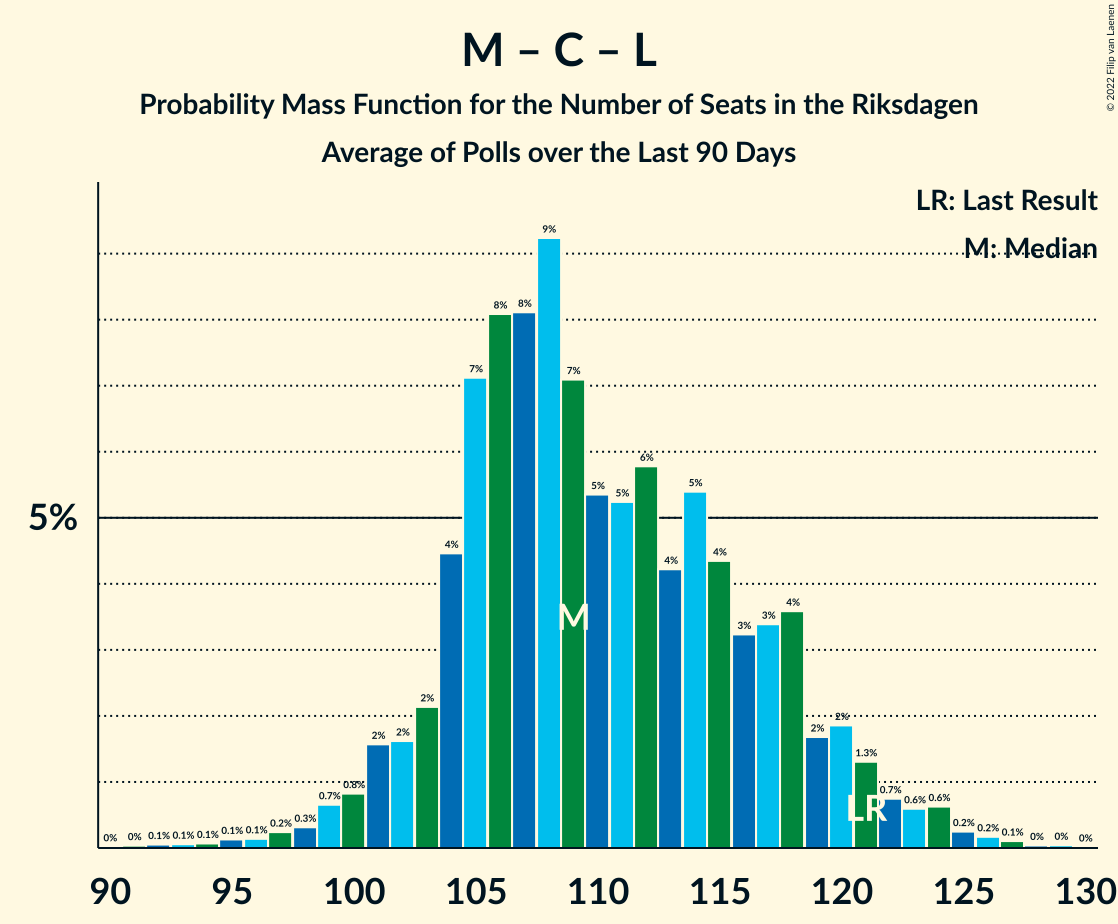 M – C – L
Probability Mass Function for the Number of Seats in the Riksdagen
Average of Polls over the Last 90 Days
© 2022 Filip van Laenen
LR: Last Result
M: Median
5%
0% 0% 0.1% 0.1% 0.1% 0.1% 0.1% 0.2% 0.3% 0.7% 0.8% 2% 2% 2% 4% 7% 8% 8% 9% 7% 5% 5% 6% 4% 5% 4% 3% 3% 4% 2% 2% 1.3% 0.7% 0.6% 0.6% 0.2% 0.2% 0.1% 0% 0% 0%
M
LR
90 95 100 105 110 115 120 125 130